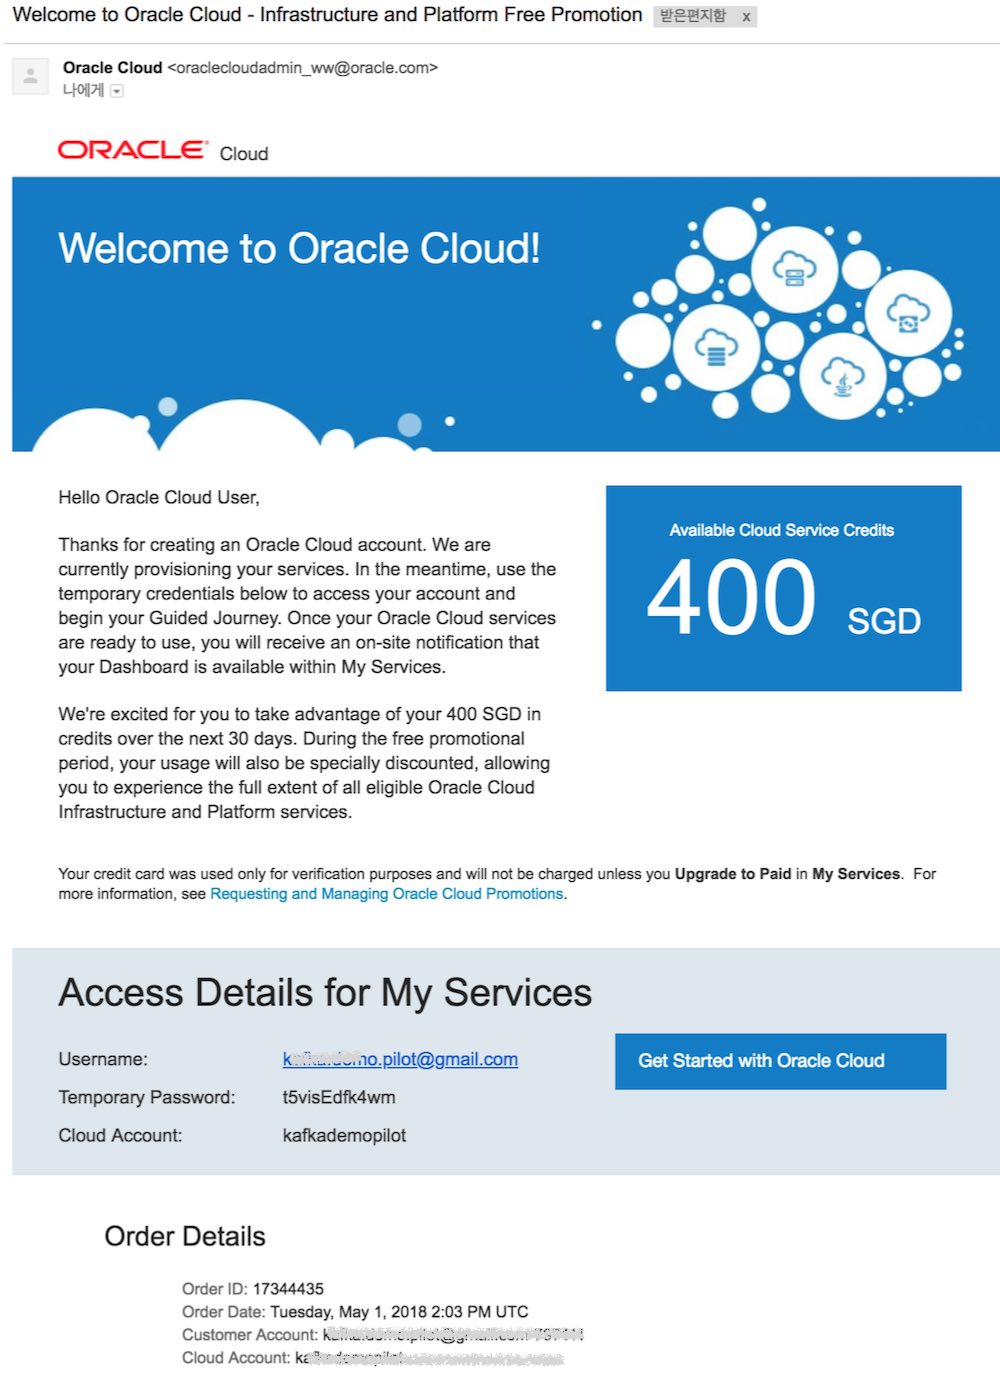 Welcome to Oracle Cloud - Infrastructure and Platform Free Promotion 받은편지함 x
Oracle Cloud <oraclecloudadmin_ww@oracle.com>
나에게
ORACLE® Cloud
Welcome to Oracle Cloud!
Hello Oracle Cloud User,
Thanks for creating an Oracle Cloud account. We are
currently provisioning your services. In the meantime, use the
temporary credentials below to access your account and
begin your Guided Journey. Once your Oracle Cloud services
are ready to use, you will receive an on-site notification that
your Dashboard is available within My Services.
We're excited for you to take advantage of your 400 SGD in
credits over the next 30 days. During the free promotional
period, your usage will also be specially discounted, allowing
you to experience the full extent of all eligible Oracle Cloud
Infrastructure and Platform services.
Available Cloud Service Credits
400 SGD
Your credit card was used only for verification purposes and will not be charged unless you Upgrade to Paid in My Services. For
more information, see Requesting and Managing Oracle Cloud Promotions.
Access Details for My Services
Username:
Temporary Password: t5visEdfk4wm
Cloud Account: kafkademopilot
Get Started with Oracle Cloud
Order Details
Order ID: 17344435
Order Date: Tuesday, May 1, 2018 2:03 PM UTC
Customer Account:
Cloud Account: